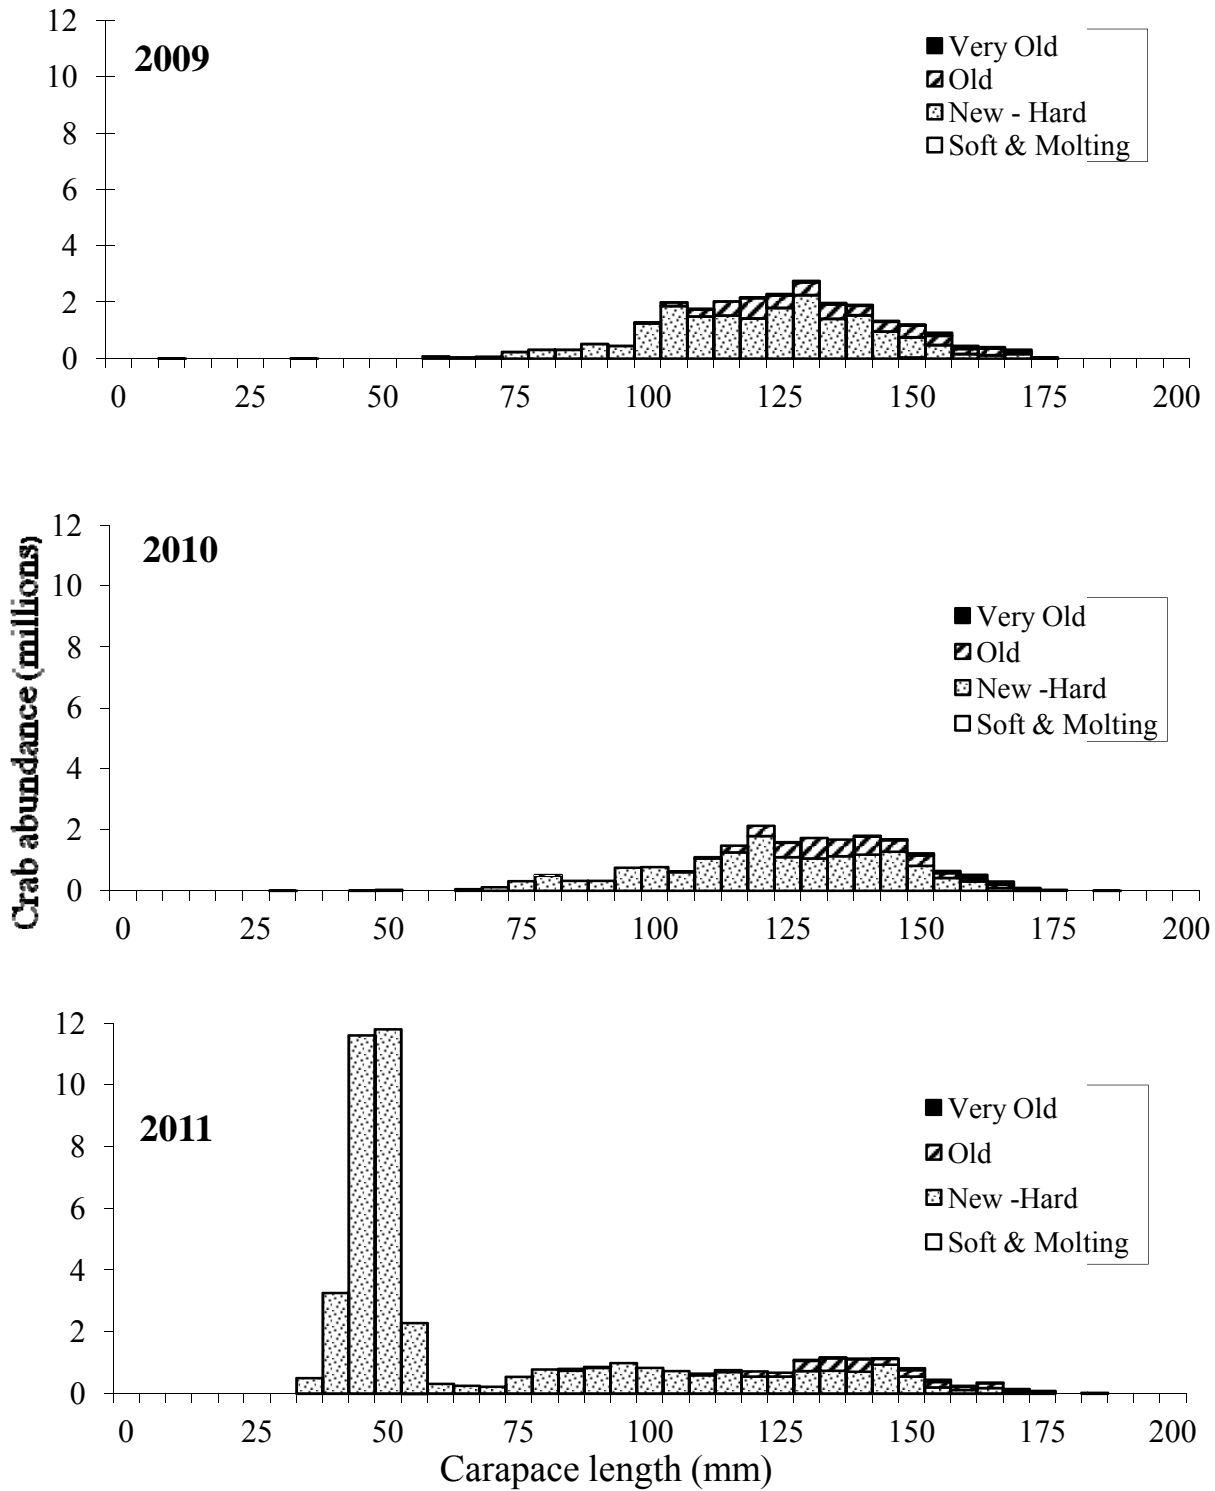 12
2009
Very Old
10
Old
8
New - Hard
Soft & Molting
6
4
2
0
0 25 50 75 100 125 150 175 200
Crab abundance (millions)
12
2010
10
Very Old
8
Old
New -Hard
6
Soft & Molting
4
2
0
0 25 50 75 100 125 150 175 200
12
10
Very Old
2011
8
Old
6
New -Hard
Soft & Molting
4
2
0
0 25 50 75 100 125 150 175 200
Carapace length (mm)